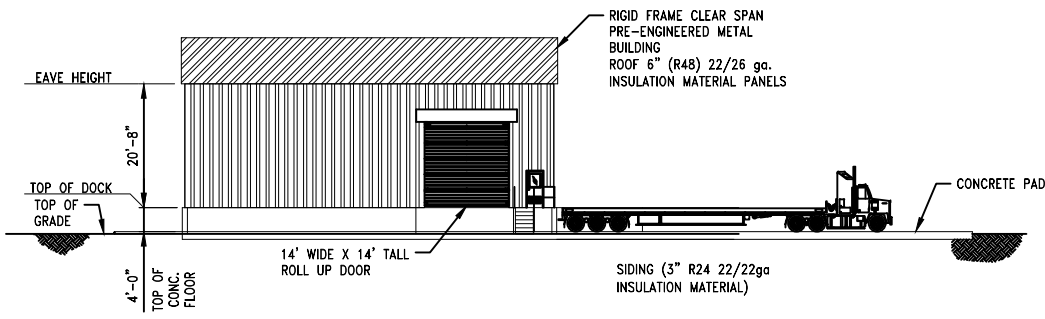 RIGID FRAME CLEAR SPAN
PRE-ENGINEERED METAL
BUILDING
ROOF 6" (R48) 22/26 ga.
INSULATION MATERIAL PANELS
EAVE HEIGHT
20'-8"
TOP OF DOCK
TOP OF
GRADE
CONCRETE PAD
14' WIDE X 14' TALL
ROLL UP DOOR
4'-0"
TOP OF
CONC.
FLOOR
SIDING (3" R24 22/22ga
INSULATION MATERIAL)